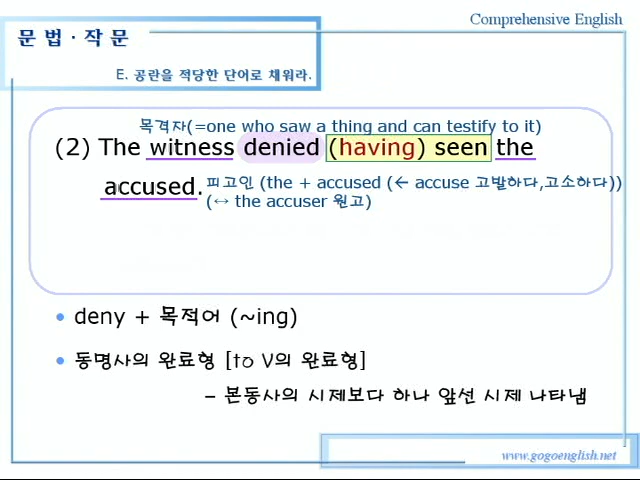 Comprehensive English
문법·작문
E. 공란을 적당한 단어로 채워라.
목격자(=one who saw a thing and can testify to it)
(2) The witness denied (having) seen the
accused. 피고인 (the + accused (← accuse 고발하다,고소하다))
(↔ the accuser 원고)
• deny + 목적어 (~ing)
• 동명사의 완료형 [to V의 완료형]
– 본동사의 시제보다 하나 앞선 시제 나타냄
www.gogoenglish.net